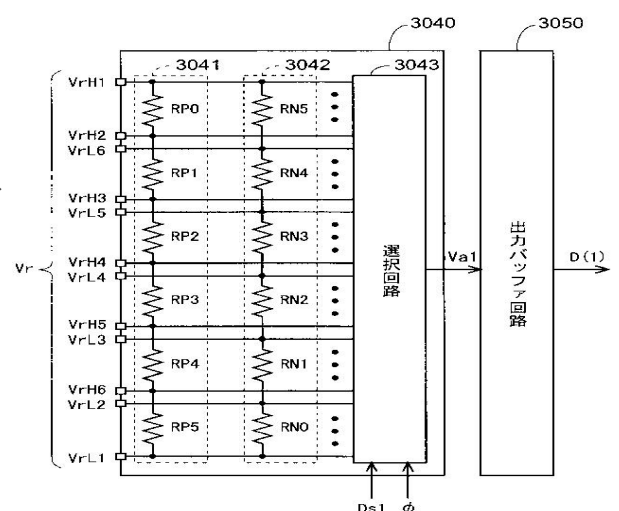 3040
3050
3041
3042
3043
VrH1
RP0
RN5
VrH2
VrL6
RP1
RN4
VrH3
VrL5
RP2
RN3
Vr
VrH4
VrL4
選択回路
Va1
出力バッファ回路
D(1)
RP3
RN2
VrH5
VrL3
RP4
RN1
VrH6
VrL2
RP5
RN0
VrL1
Ds1
φ